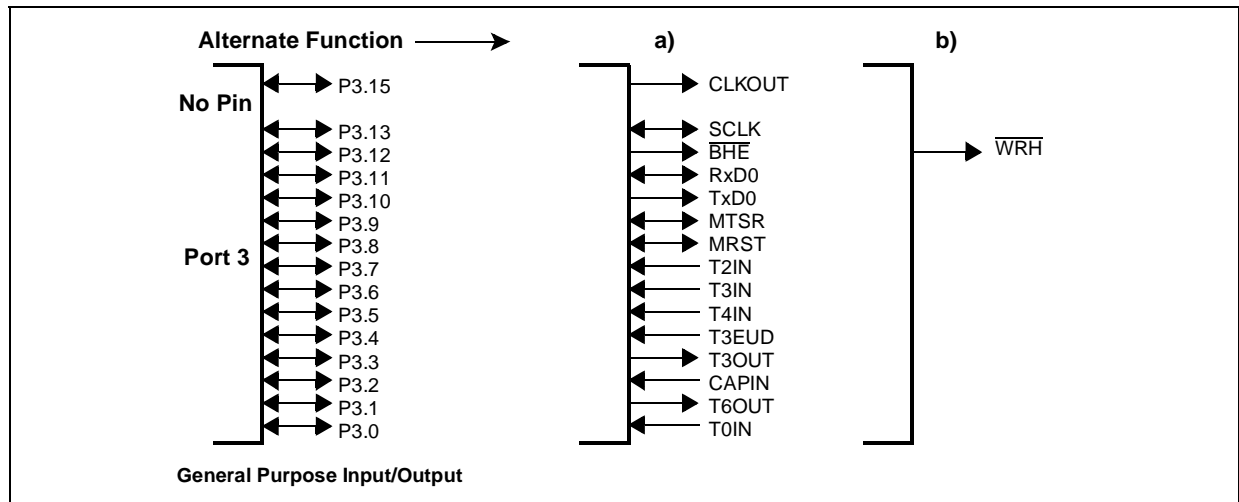 Alternate Function a) b)
P3.15 CLKOUT
No Pin
P3.13 SCLK
P3.12 B̅H̅E̅ W̅R̅H̅
P3.11 RxD0
P3.10 TxD0
P3.9 MTSR
P3.8 MRST
Port 3
P3.7 T2IN
P3.6 T3IN
P3.5 T4IN
P3.4 T3EUD
P3.3 T3OUT
P3.2 CAPIN
P3.1 T6OUT
P3.0 T0IN
General Purpose Input/Output